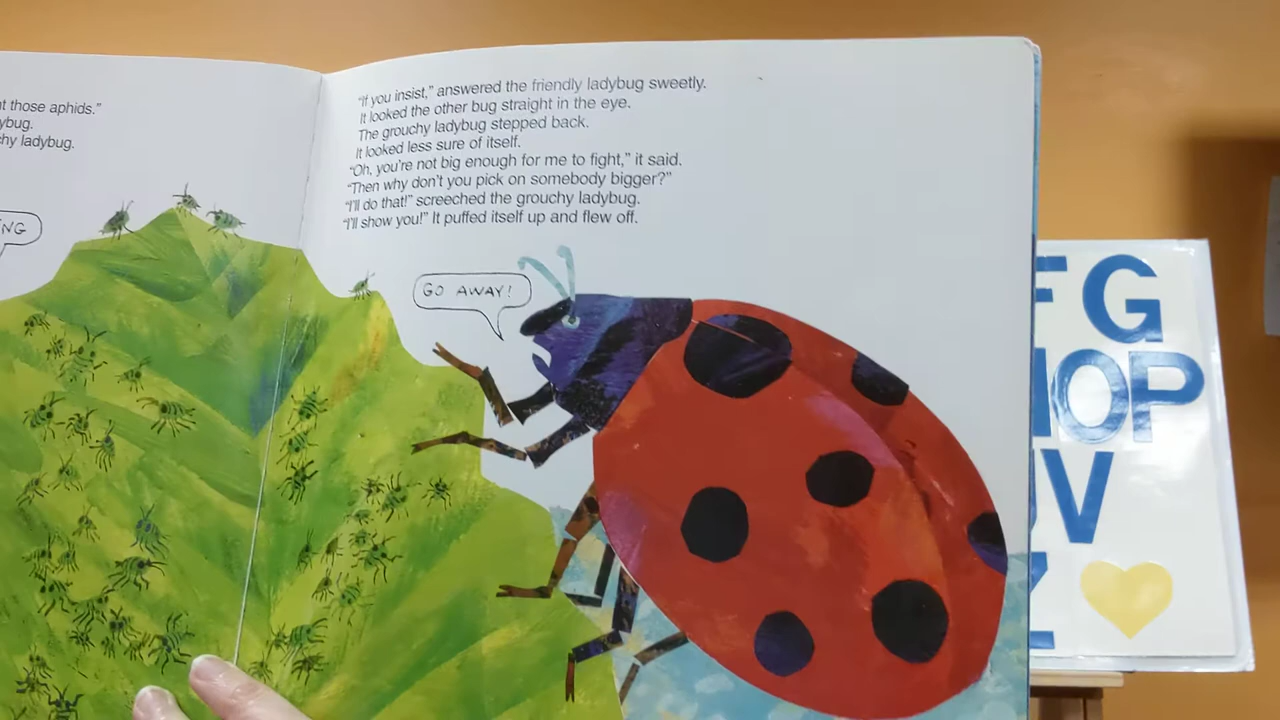 t those aphids."
ybug.
hy ladybug.
NG
"If you insist," answered the friendly ladybug sweetly.
It looked the other bug straight in the eye.
The grouchy ladybug stepped back.
It looked less sure of itself.
"Oh, you're not big enough for me to fight," it said.
"Then why don't you pick on somebody bigger?"
"I'll do that!" screeched the grouchy ladybug.
"I'll show you!" It puffed itself up and flew off.
GO AWAY!
F G
OP
V
Z